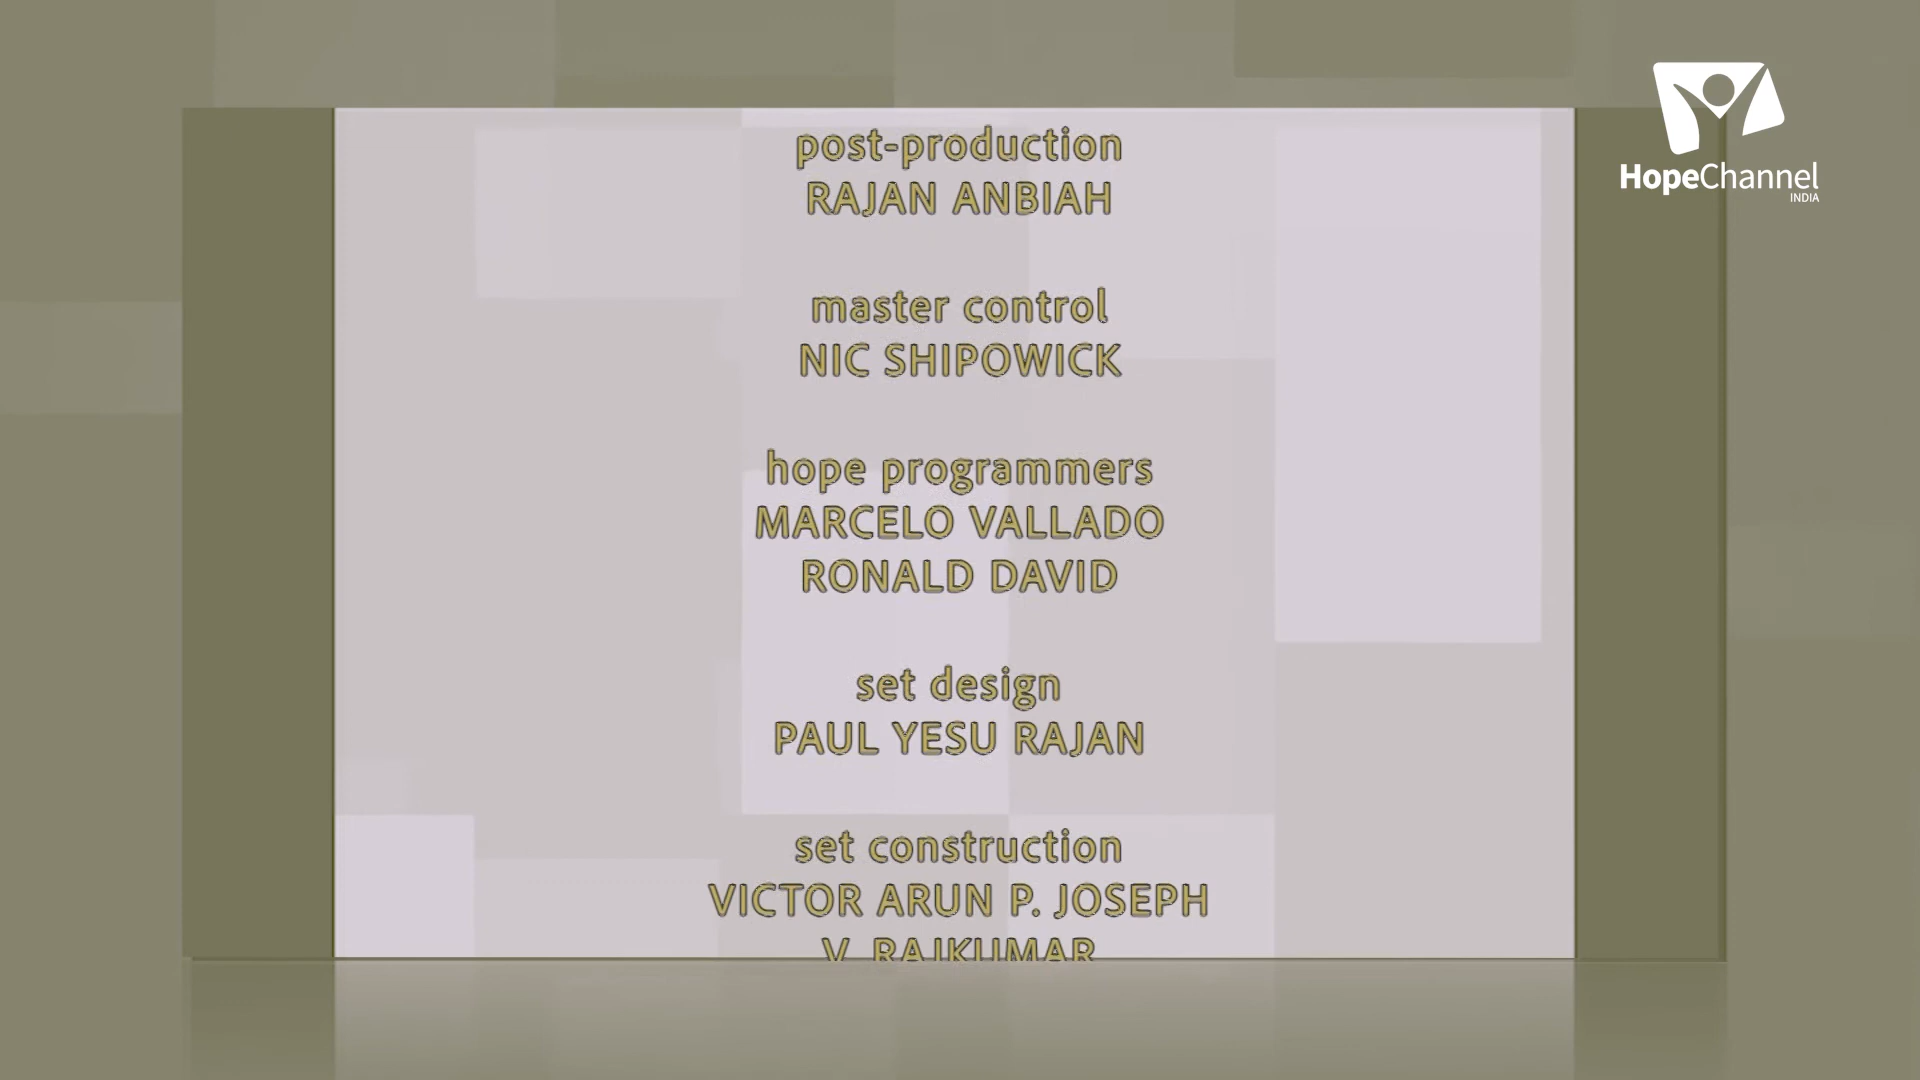 HopeChannel
INDIA
post-production
RAJAN ANBIAH
master control
NIC SHIPOWICK
hope programmers
MARCELO VALLADO
RONALD DAVID
set design
PAUL YESU RAJAN
set construction
VICTOR ARUN P. JOSEPH
V. RAJKUMAR